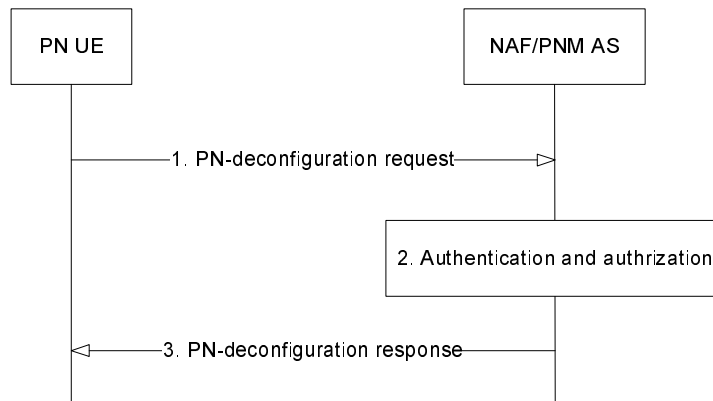 PN UE
NAF/PNM AS
1. PN-deconfiguration request
2. Authentication and authrization
3. PN-deconfiguration response